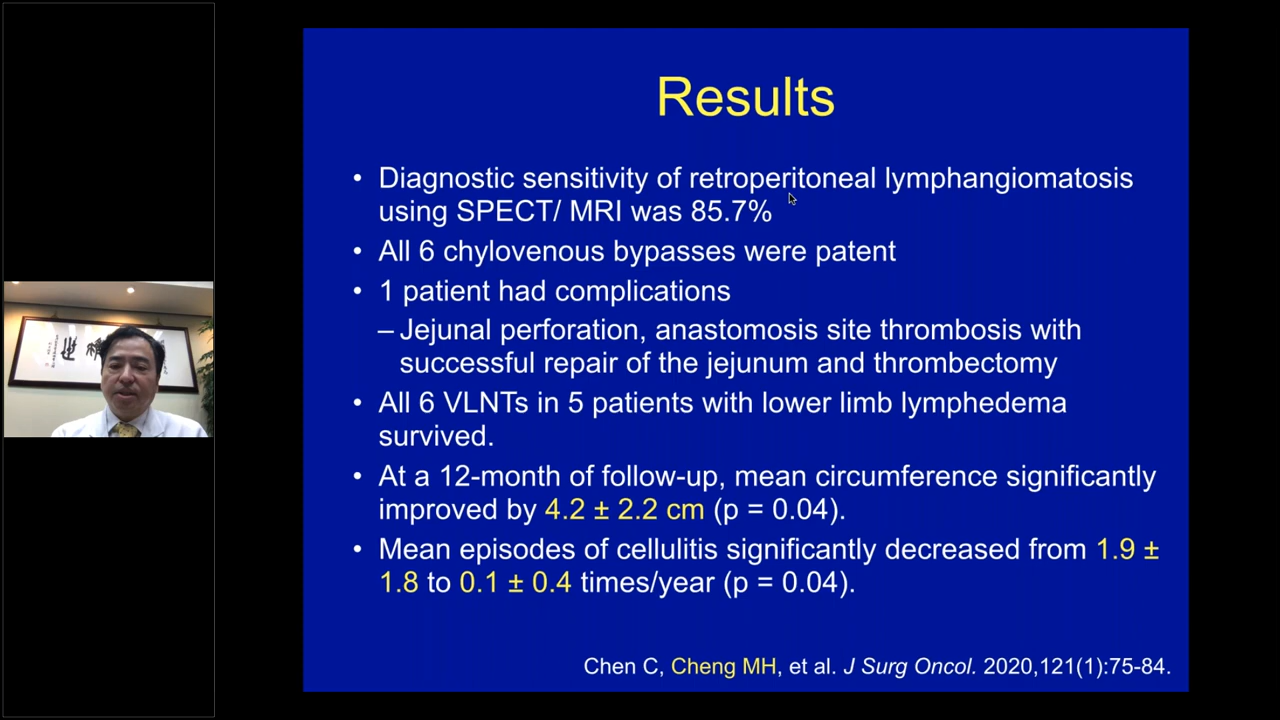 Results
• Diagnostic sensitivity of retroperitoneal lymphangiomatosis
using SPECT/ MRI was 85.7%
• All 6 chylovenous bypasses were patent
• 1 patient had complications
– Jejunal perforation, anastomosis site thrombosis with
successful repair of the jejunum and thrombectomy
• All 6 VLNTs in 5 patients with lower limb lymphedema
survived.
• At a 12-month of follow-up, mean circumference significantly
improved by 4.2 ± 2.2 cm (p = 0.04).
• Mean episodes of cellulitis significantly decreased from 1.9 ±
1.8 to 0.1 ± 0.4 times/year (p = 0.04).
Chen C, Cheng MH, et al. J Surg Oncol. 2020,121(1):75-84.